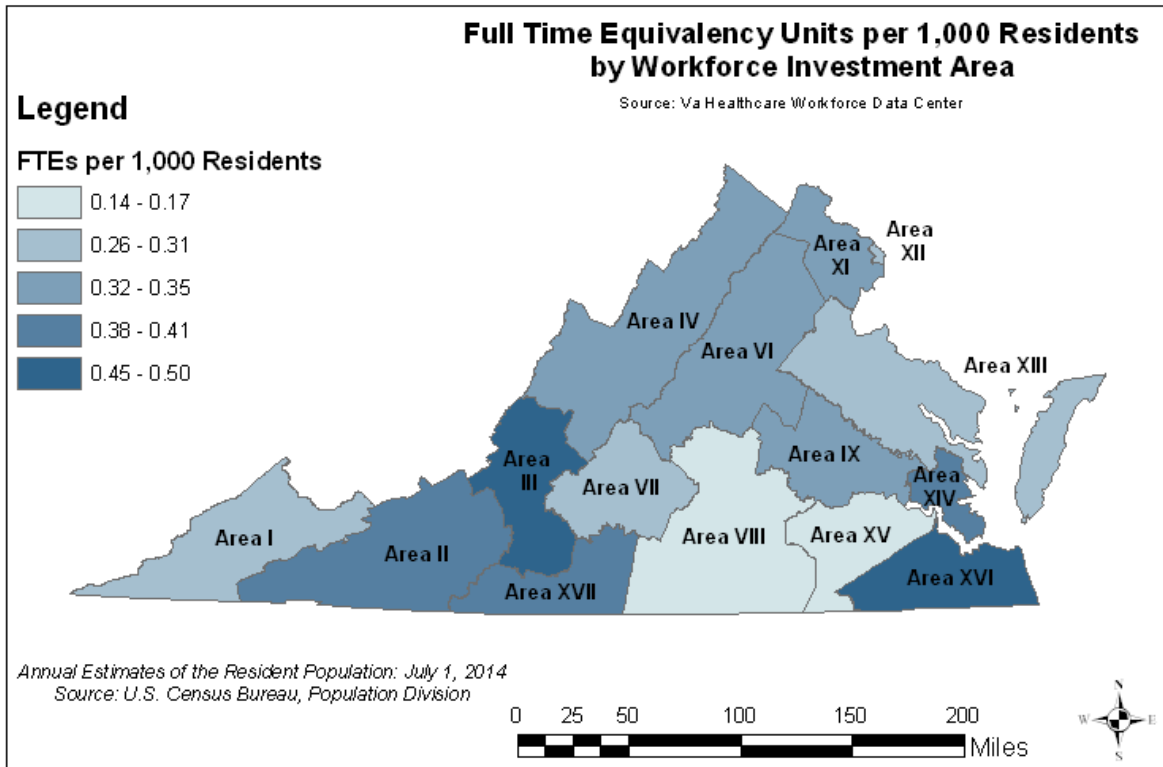 Full Time Equivalency Units per 1,000 Residents
by Workforce Investment Area
Source: Va Healthcare Workforce Data Center
Legend
FTEs per 1,000 Residents
0.14 - 0.17
0.26 - 0.31
0.32 - 0.35
0.38 - 0.41
0.45 - 0.50
Area
XII
Area
XI
Area IV
Area VI
Area XIII
Area
III
Area IX
Area VII
Area
XIV
Area I
Area II
Area VIII
Area XV
Area XVII
Area XVI
Annual Estimates of the Resident Population: July 1, 2014
Source: U.S. Census Bureau, Population Division
0 25 50 100 150 200
Miles
N
W E
S